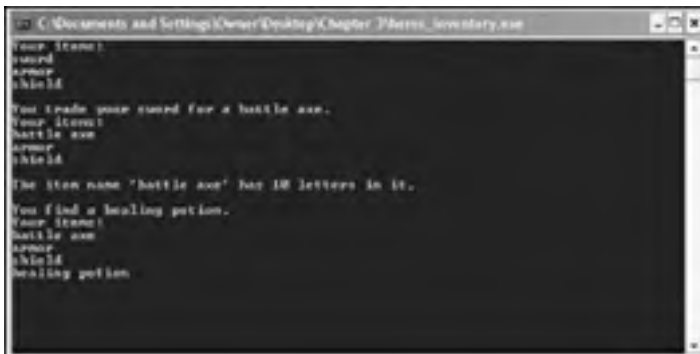 C:\Documents and Settings\Owner\Desktop\Chapter 3\heros_inventory.exe
Your items:
sword
armor
shield
You trade your sword for a battle axe.
Your items:
battle axe
armor
shield
The item name 'battle axe' has 10 letters in it.
You find a healing potion.
Your items:
battle axe
armor
shield
healing potion